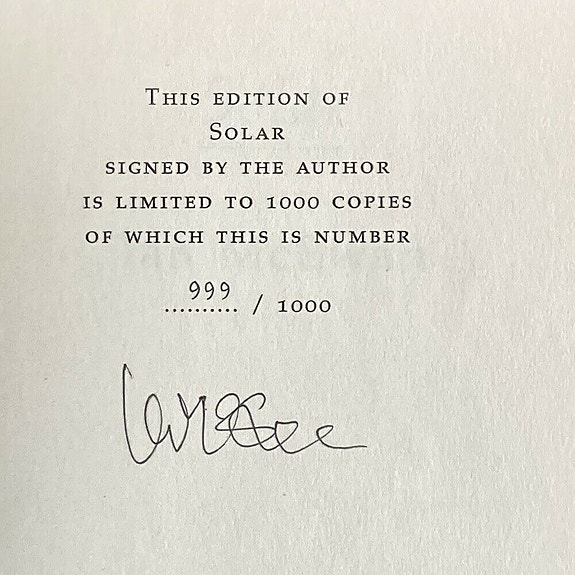 This edition of
Solar
signed by the author
is limited to 1000 copies
of which this is number
999
.......... / 1000